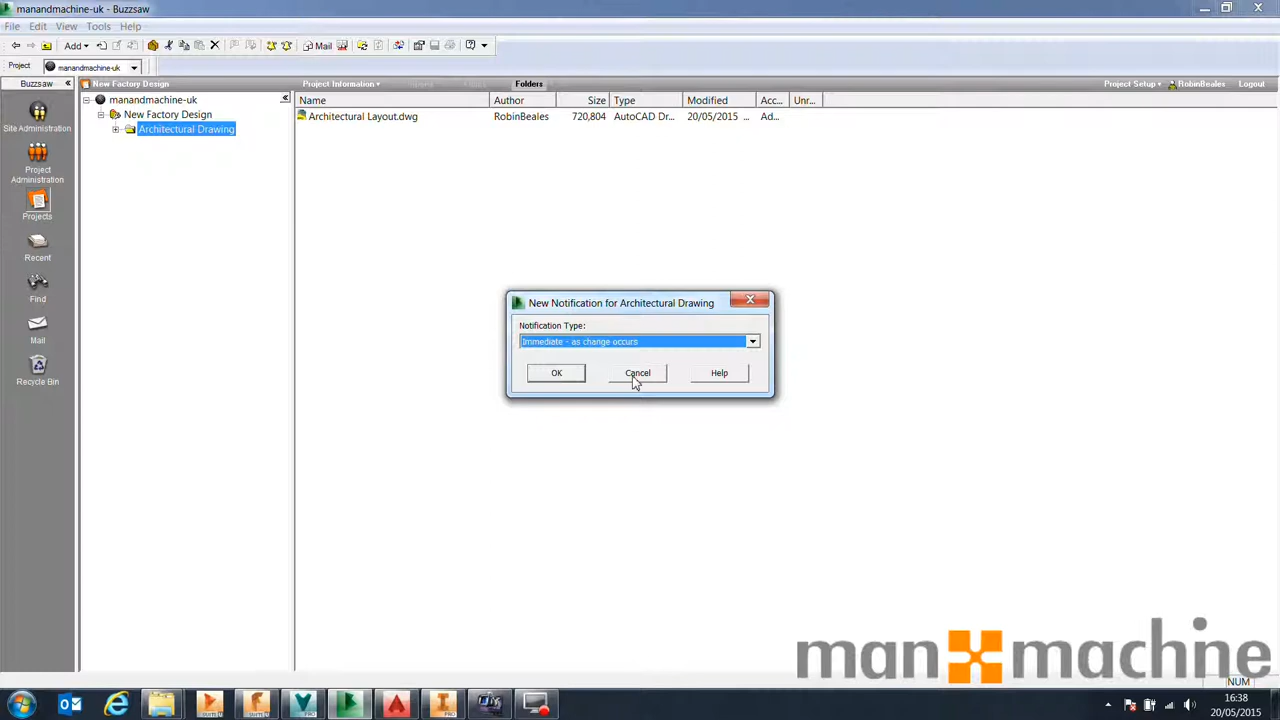 manandmachine-uk - Buzzsaw
File Edit View Tools Help
Add Mail
Project manandmachine-uk
Buzzsaw « New Factory Design Project Information Folders Project Setup RobinBeales Logout
manandmachine-uk
New Factory Design
Architectural Drawing
Name Author Size Type Modified Acc... Unr...
Architectural Layout.dwg RobinBeales 720,804 AutoCAD Dr... 20/05/2015 ... Ad...
Site Administration
Project
Administration
Projects
Recent
Find
Mail
Recycle Bin
New Notification for Architectural Drawing
Notification Type:
Immediate - as change occurs
OK Cancel Help
man machine
NUM
16:38
20/05/2015